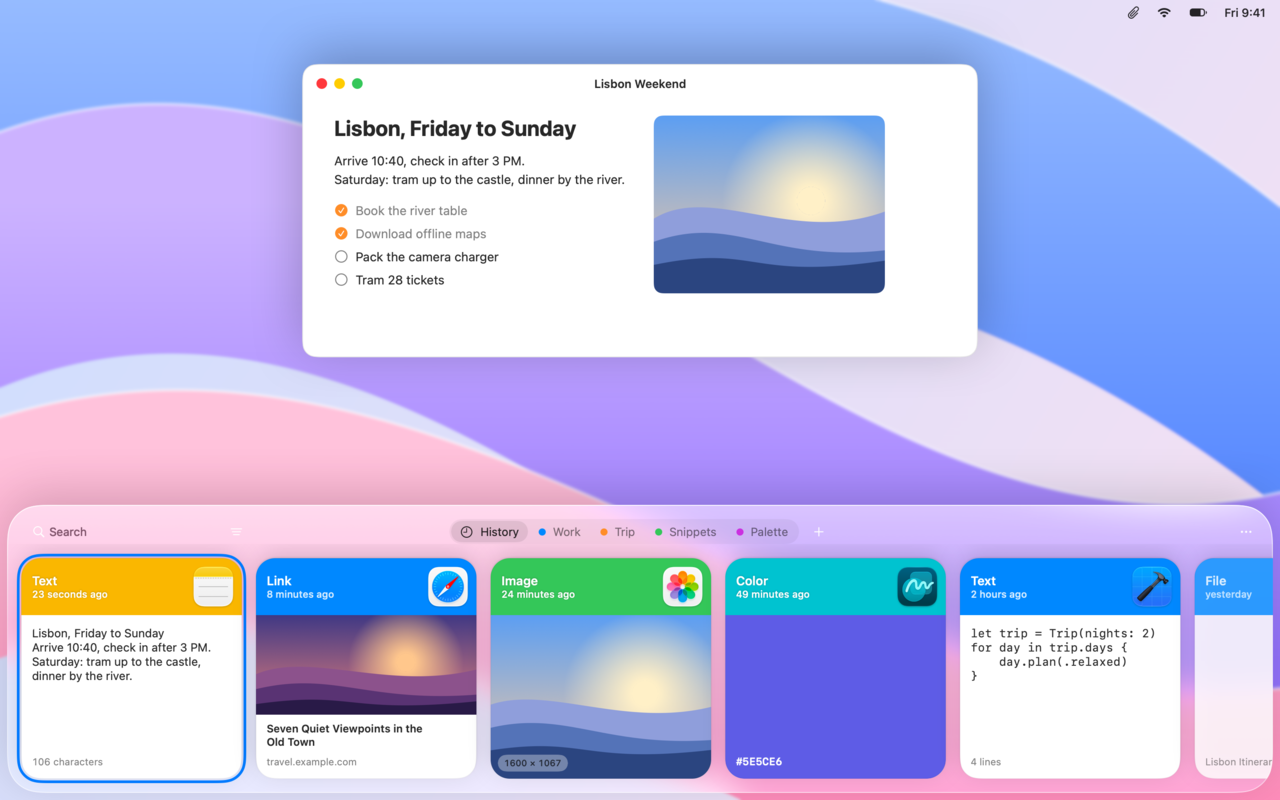 Fri 9:41
Lisbon Weekend
Lisbon, Friday to Sunday
Arrive 10:40, check in after 3 PM.
Saturday: tram up to the castle, dinner by the river.
Book the river table
Download offline maps
Pack the camera charger
Tram 28 tickets
Search
History
Work
Trip
Snippets
Palette
Text
23 seconds ago
Lisbon, Friday to Sunday
Arrive 10:40, check in after 3 PM.
Saturday: tram up to the castle,
dinner by the river.
106 characters
Link
8 minutes ago
Seven Quiet Viewpoints in the
Old Town
travel.example.com
Image
24 minutes ago
1600 × 1067
Color
49 minutes ago
#5E5CE6
Text
2 hours ago
let trip = Trip(nights: 2)
for day in trip.days {
    day.plan(.relaxed)
}
4 lines
File
yesterday
Lisbon Itinerar